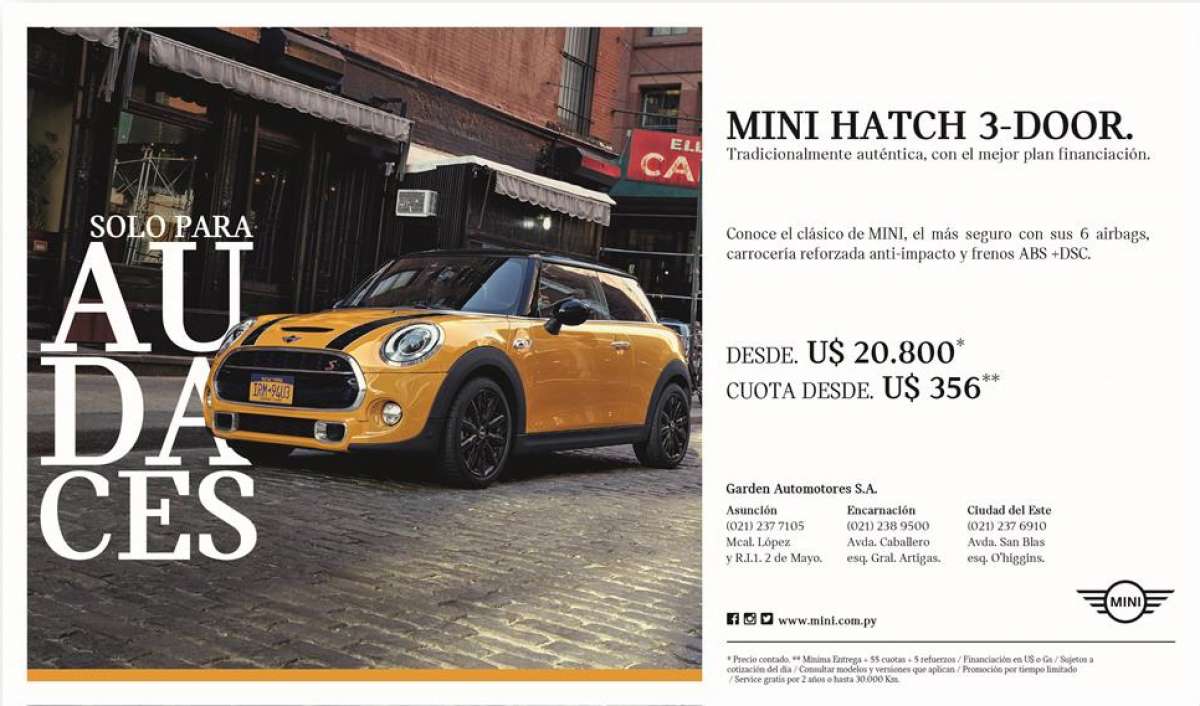 SOLO PARA
AU
DA
CES
ELL
CA
S
NEW YORK
MINI HATCH 3-DOOR.
Tradicionalmente auténtica, con el mejor plan financiación.
Conoce el clásico de MINI, el más seguro con sus 6 airbags,
carrocería reforzada anti-impacto y frenos ABS +DSC.
DESDE. U$ 20.800*
CUOTA DESDE. U$ 356**
Garden Automotores S.A.
Asunción
(021) 237 7105
Mcal. López
y R.I.1. 2 de Mayo.
Encarnación
(021) 238 9500
Avda. Caballero
esq. Gral. Artigas.
Ciudad del Este
(021) 237 6910
Avda. San Blas
esq. O'higgins.
MINI
www.mini.com.py
* Precio contado. ** Mínima Entrega + 55 cuotas + 5 refuerzos / Financiación en U$ o Gs / Sujetos a
cotización del día / Consultar modelos y versiones que aplican / Promoción por tiempo limitado
/ Service gratis por 2 años o hasta 30.000 Km.